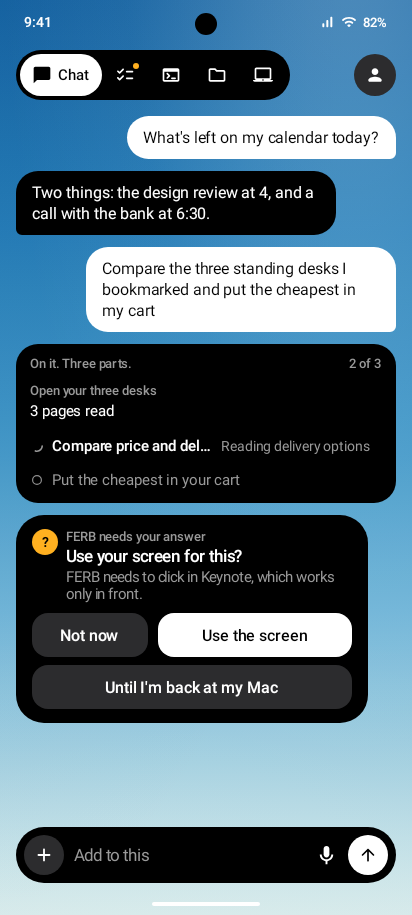 9:41
82%
Chat
What's left on my calendar today?
Two things: the design review at 4, and a
call with the bank at 6:30.
Compare the three standing desks I
bookmarked and put the cheapest in
my cart
On it. Three parts.
2 of 3
Open your three desks
3 pages read
Compare price and del... Reading delivery options
Put the cheapest in your cart
?
FERB needs your answer
Use your screen for this?
FERB needs to click in Keynote, which works
only in front.
Not now
Use the screen
Until I'm back at my Mac
Add to this